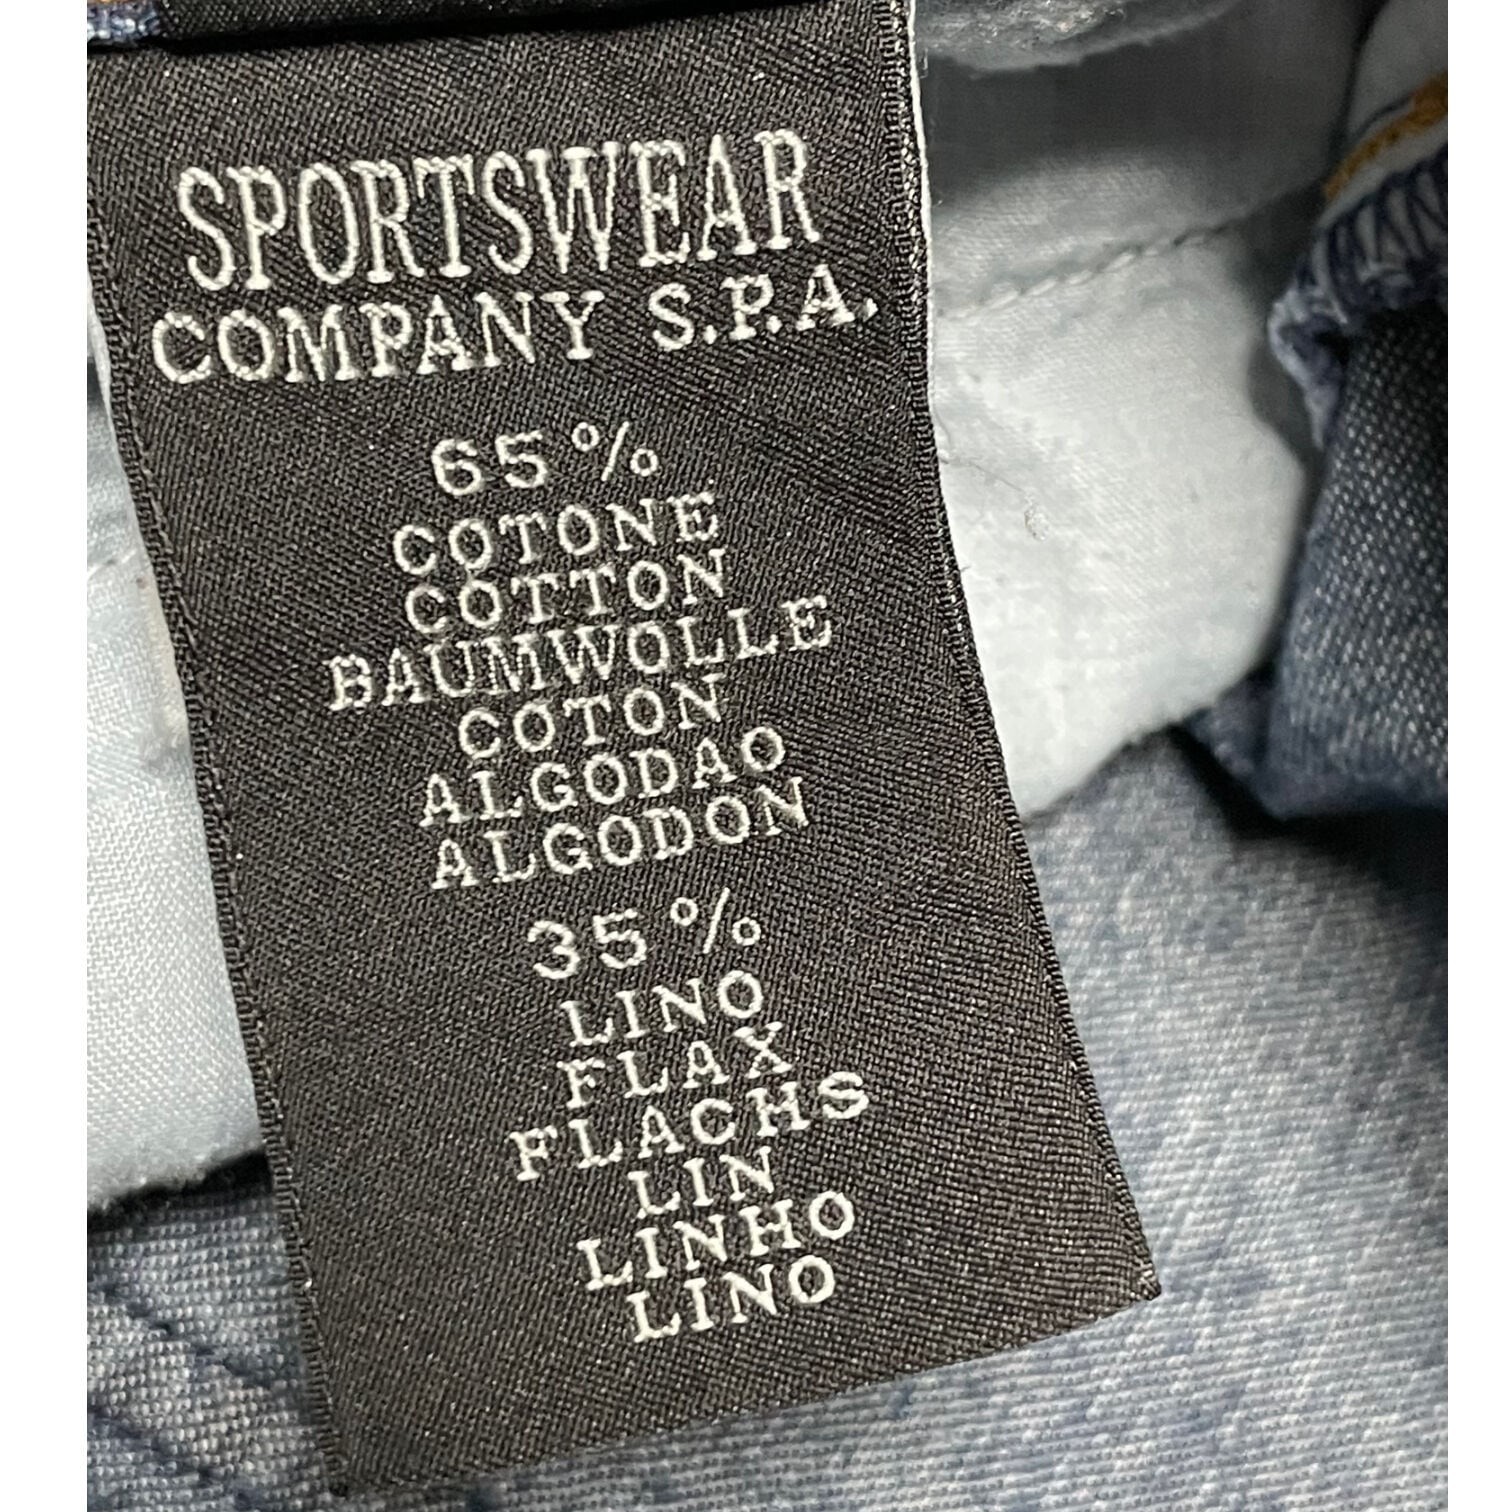 SPORTSWEAR
COMPANY S.P.A.
65%
COTONE
COTTON
BAUMWOLLE
COTON
ALGODAO
ALGODON
35%
LINO
FLAX
FLACHS
LIN
LINHO
LINO